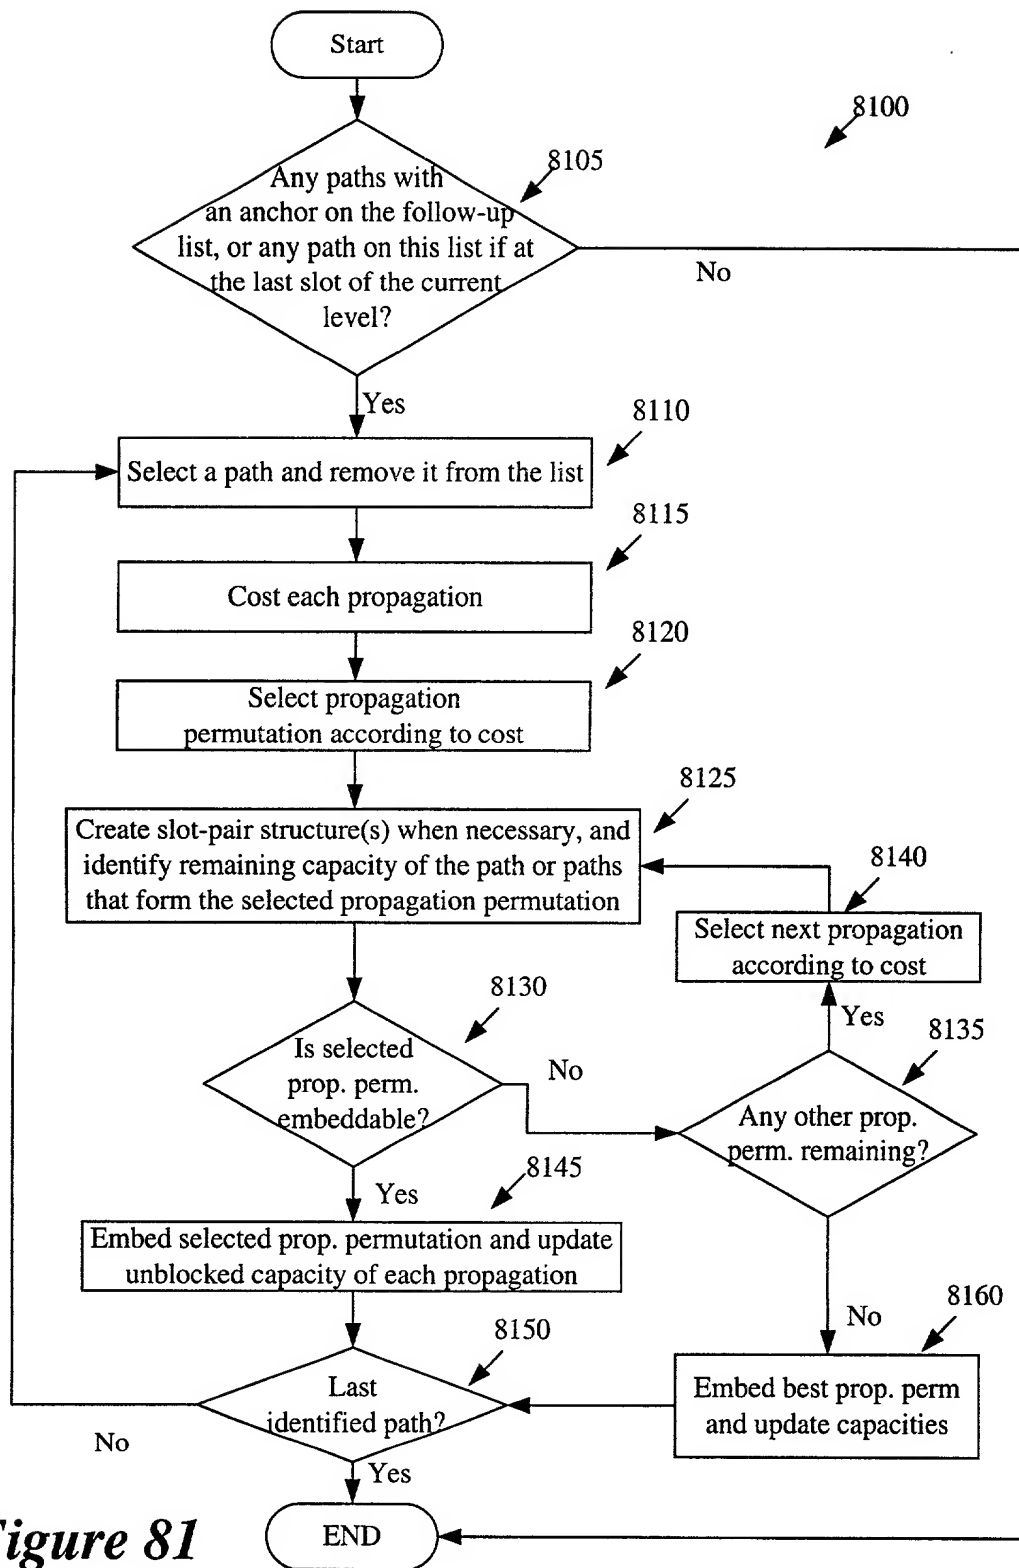 Start
8100
8105
Any paths with
an anchor on the follow-up
list, or any path on this list if at
the last slot of the current
level?
No
Yes
8110
Select a path and remove it from the list
8115
Cost each propagation
8120
Select propagation
permutation according to cost
8125
Create slot-pair structure(s) when necessary, and
identify remaining capacity of the path or paths
that form the selected propagation permutation
8140
Select next propagation
according to cost
8130
Is selected
prop. perm.
embeddable?
No
Yes
8135
Any other prop.
perm. remaining?
Yes
8145
Embed selected prop. permutation and update
unblocked capacity of each propagation
No
8160
Embed best prop. perm
and update capacities
8150
Last
identified path?
No
Yes
END
Figure 81